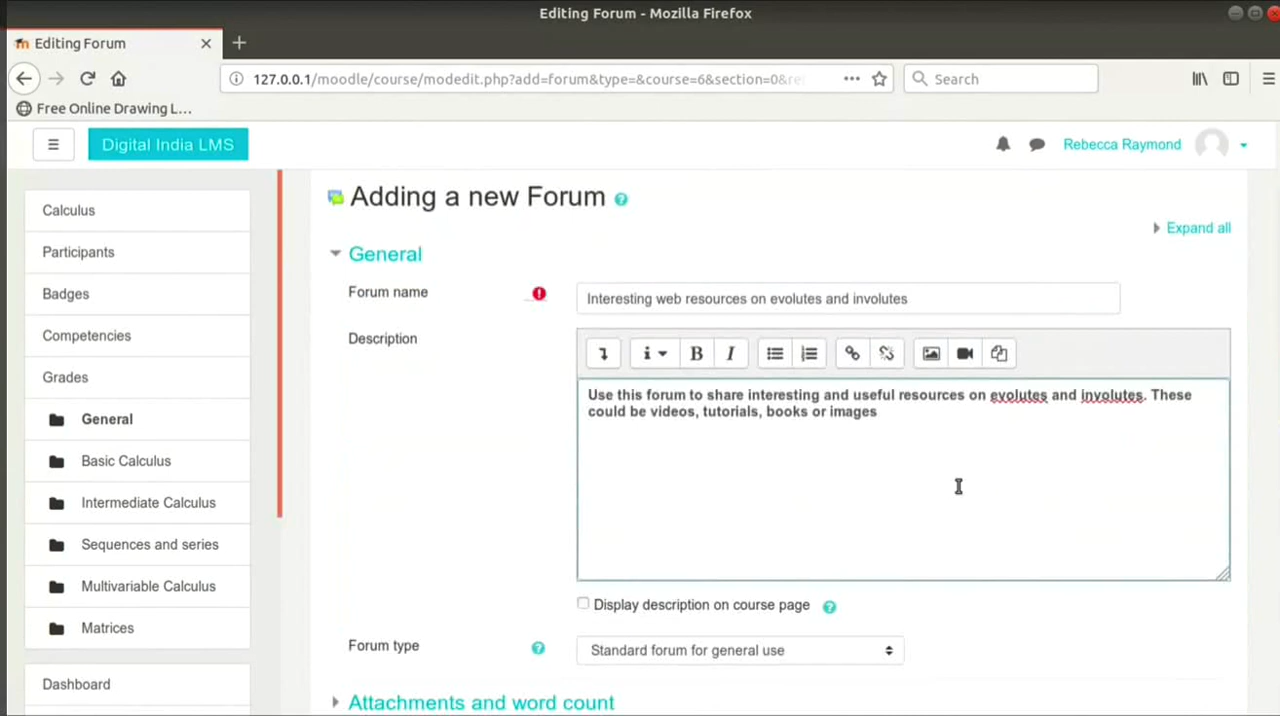 Editing Forum - Mozilla Firefox
Editing Forum
127.0.0.1/moodle/course/modedit.php?add=forum&type=&course=6&section=0&re
Search
Free Online Drawing L…
Digital India LMS
Rebecca Raymond
Calculus
Participants
Badges
Competencies
Grades
General
Basic Calculus
Intermediate Calculus
Sequences and series
Multivariable Calculus
Matrices
Dashboard
Adding a new Forum
Expand all
General
Forum name
Interesting web resources on evolutes and involutes
Description
Use this forum to share interesting and useful resources on evolutes and involutes. These
could be videos, tutorials, books or images
Display description on course page
Forum type
Standard forum for general use
Attachments and word count